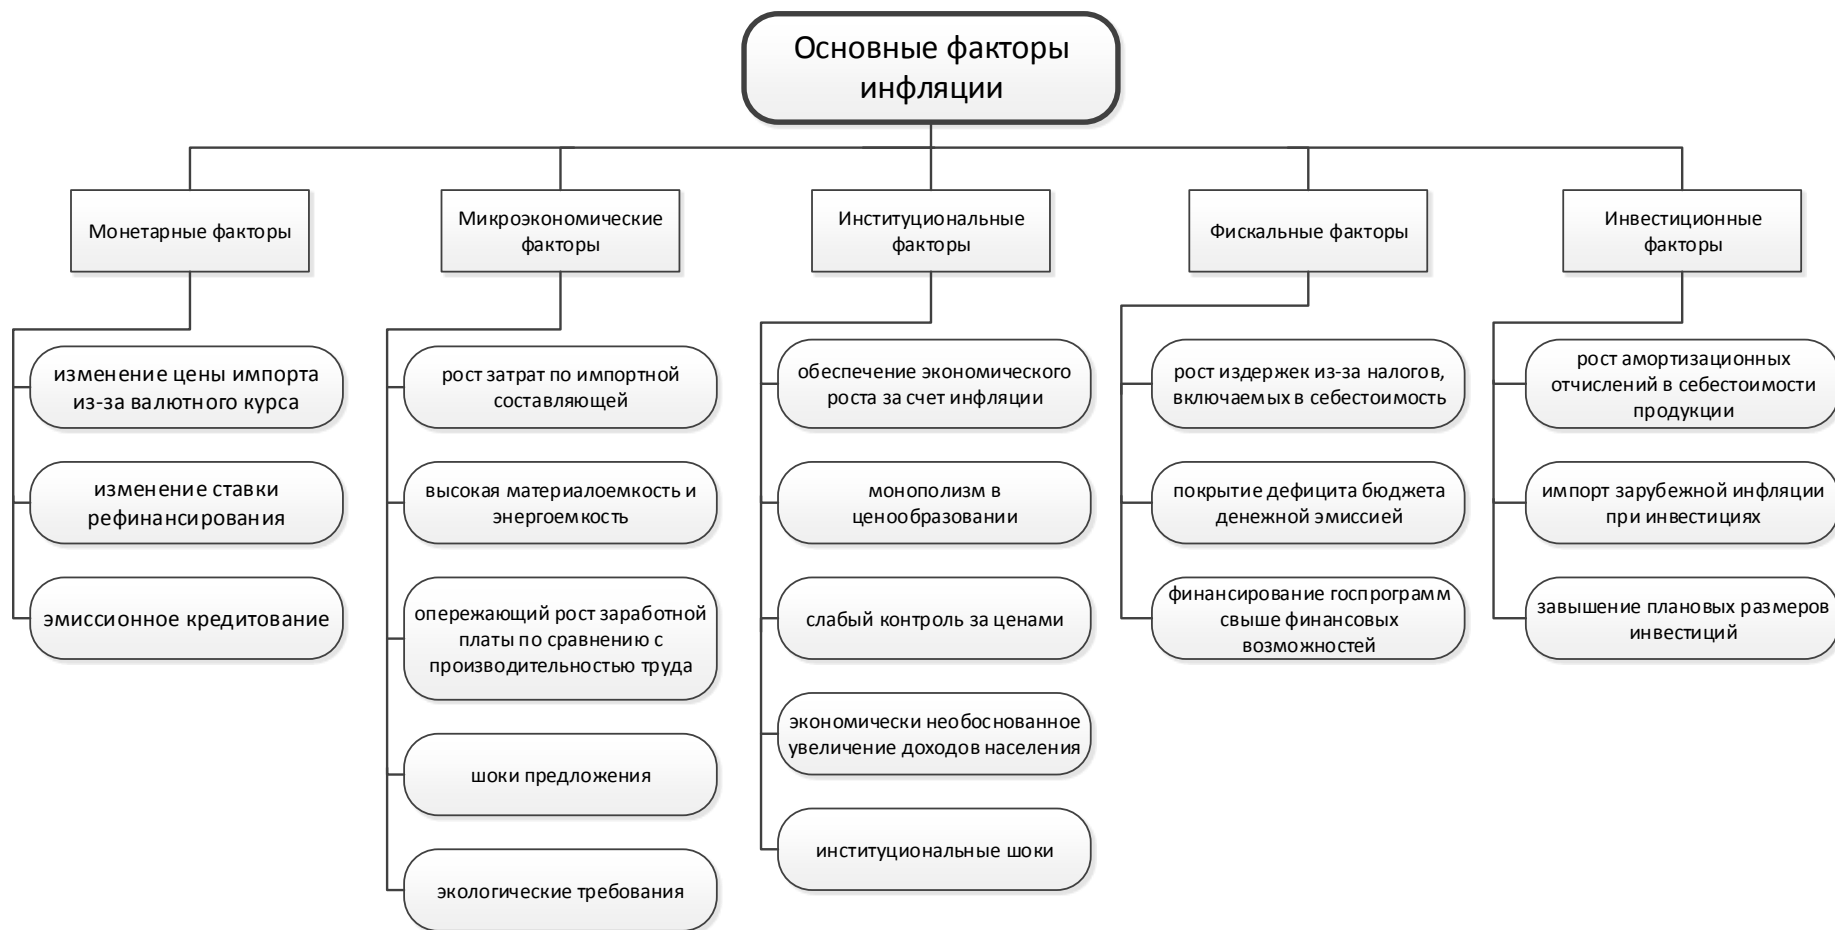 Основные факторы
инфляции
Монетарные факторы
изменение цены импорта
из-за валютного курса
изменение ставки
рефинансирования
эмиссионное кредитование
Микроэкономические
факторы
рост затрат по импортной
составляющей
высокая материалоемкость и
энергоемкость
опережающий рост заработной
платы по сравнению с
производительностью труда
шоки предложения
экологические требования
Институциональные
факторы
обеспечение экономического
роста за счет инфляции
монополизм в
ценообразовании
слабый контроль за ценами
экономически необоснованное
увеличение доходов населения
институциональные шоки
Фискальные факторы
рост издержек из-за налогов,
включаемых в себестоимость
покрытие дефицита бюджета
денежной эмиссией
финансирование госпрограмм
свыше финансовых
возможностей
Инвестиционные
факторы
рост амортизационных
отчислений в себестоимости
продукции
импорт зарубежной инфляции
при инвестициях
завышение плановых размеров
инвестиций